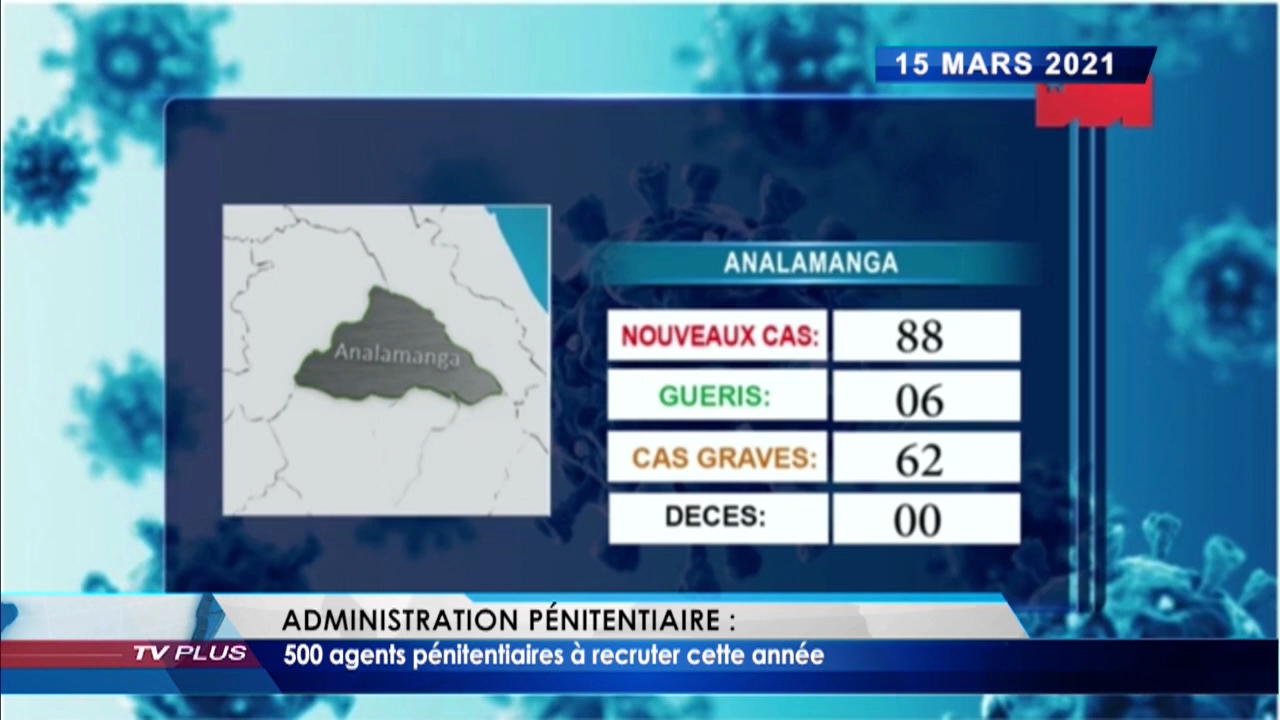 15 MARS 2021
ANALAMANGA
Analamanga
NOUVEAUX CAS: 88
GUERIS: 06
CAS GRAVES: 62
DECES: 00
ADMINISTRATION PÉNITENTIAIRE :
TV PLUS
500 agents pénitentiaires à recruter cette année